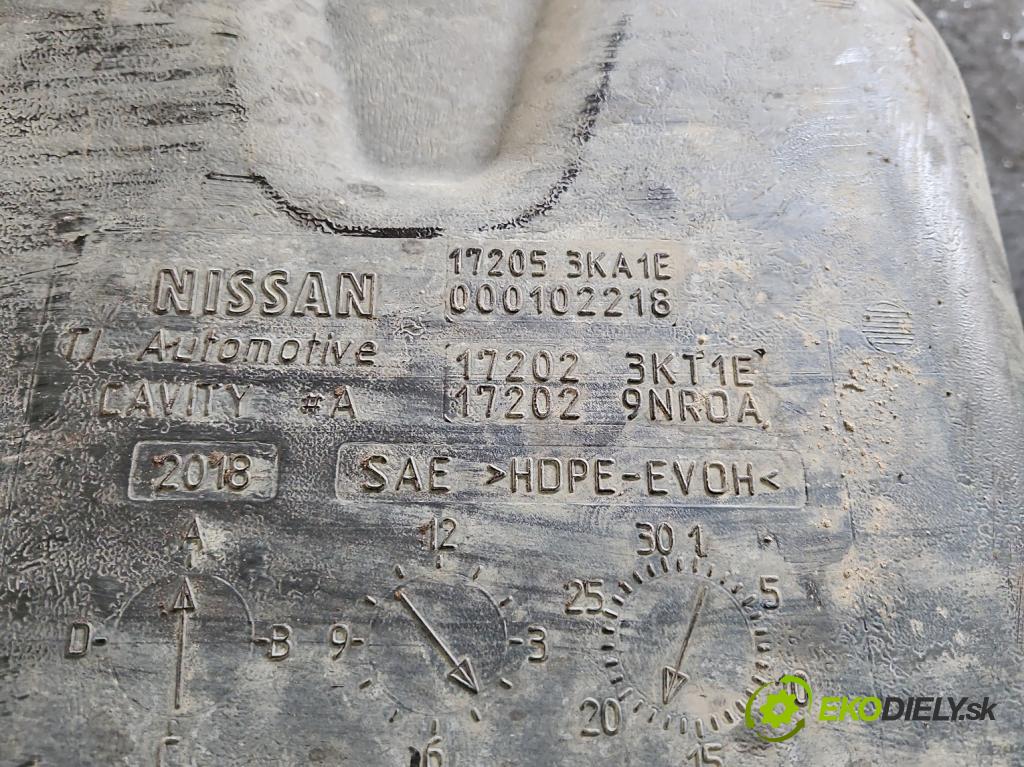 NISSAN 17205 3KA1E
000102218
TI Automotive 17202 3KT1E
CAVITY #A 17202 9NR0A
2018 SAE >HDPE-EVOH<
A 12 30 1
25 5
D B 9 3
20
C 6 15
EKODIELY.sk